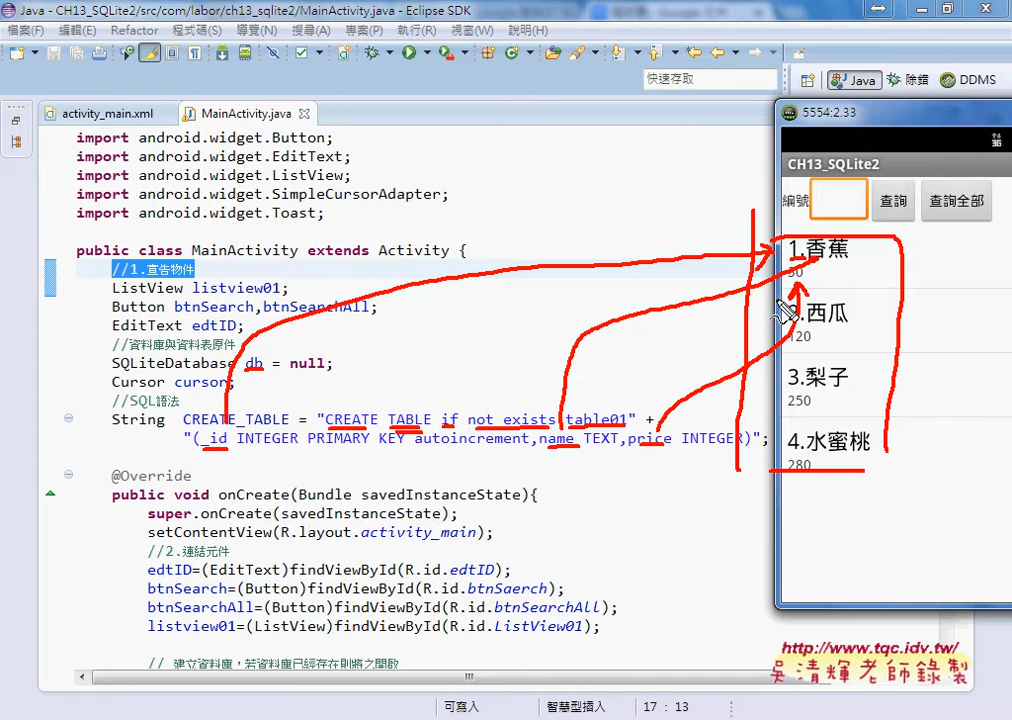 Java - CH13_SQLite2/src/com/labor/ch13_sqlite2/MainActivity.java - Eclipse SDK
檔案(F) 編輯(E) Refactor 程式碼(S) 導覽(N) 搜尋(A) 專案(P) 執行(R) 視窗(W) 說明(H)
快速存取
Java 除錯 DDMS
activity_main.xml MainActivity.java
import android.widget.Button;
import android.widget.EditText;
import android.widget.ListView;
import android.widget.SimpleCursorAdapter;
import android.widget.Toast;
public class MainActivity extends Activity {
//1.宣告物件
ListView listview01;
Button btnSearch,btnSearchAll;
EditText edtID;
//資料庫與資料表原件
SQLiteDatabase db = null;
Cursor cursor;
//SQL語法
String CREATE_TABLE = "CREATE TABLE if not exists table01" +
"(_id INTEGER PRIMARY KEY autoincrement,name TEXT,price INTEGER)";
@Override
public void onCreate(Bundle savedInstanceState){
super.onCreate(savedInstanceState);
setContentView(R.layout.activity_main);
//2.連結元件
edtID=(EditText)findViewById(R.id.edtID);
btnSearch=(Button)findViewById(R.id.btnSaerch);
btnSearchAll=(Button)findViewById(R.id.btnSearchAll);
listview01=(ListView)findViewById(R.id.ListView01);
// 建立資料庫，若資料庫已經存在則將之開啟
可寫入 智慧型插入 17 : 13
5554:2.33
36
CH13_SQLite2
編號 查詢 查詢全部
1.香蕉
.西瓜
120
3.梨子
250
4.水蜜桃
280
http://www.tqc.idv.tw/
吳清輝老師錄製